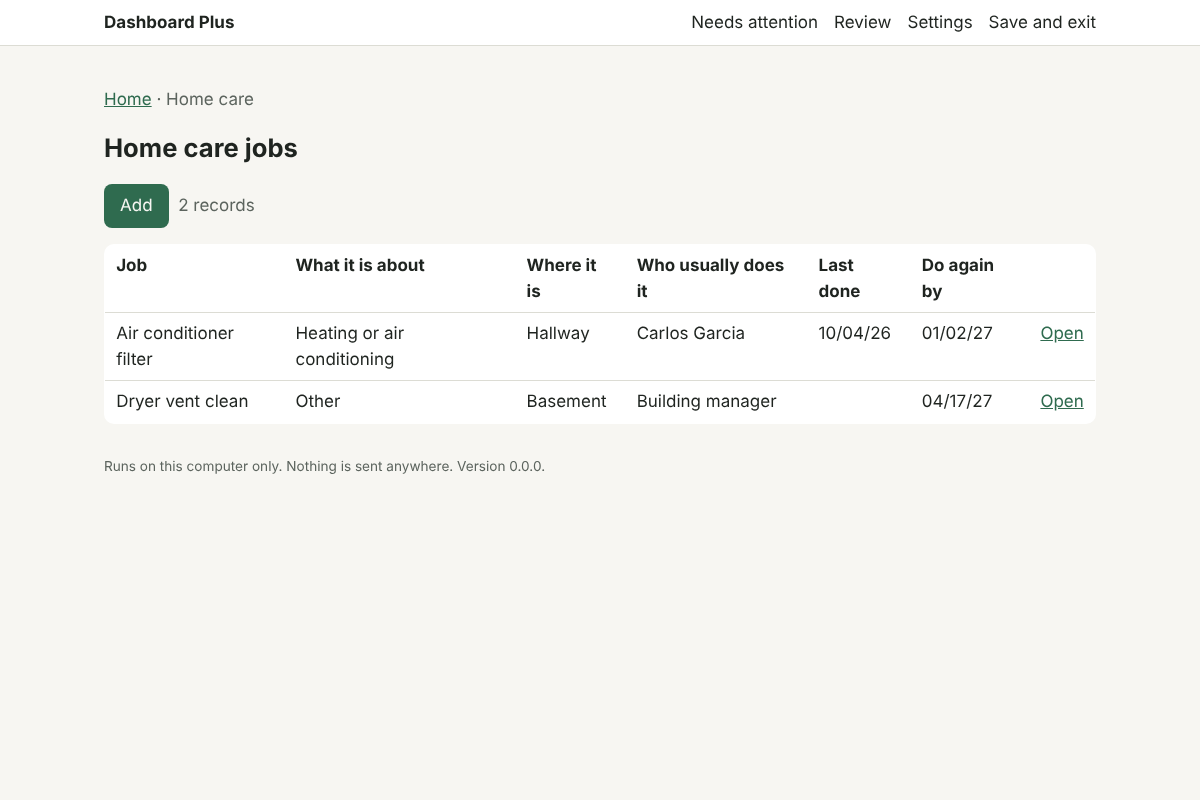 Dashboard Plus
Needs attention Review Settings Save and exit
Home · Home care
Home care jobs
Add 2 records
Job What it is about Where it is Who usually does it Last done Do again by
Air conditioner filter Heating or air conditioning Hallway Carlos Garcia 10/04/26 01/02/27 Open
Dryer vent clean Other Basement Building manager 04/17/27 Open
Runs on this computer only. Nothing is sent anywhere. Version 0.0.0.